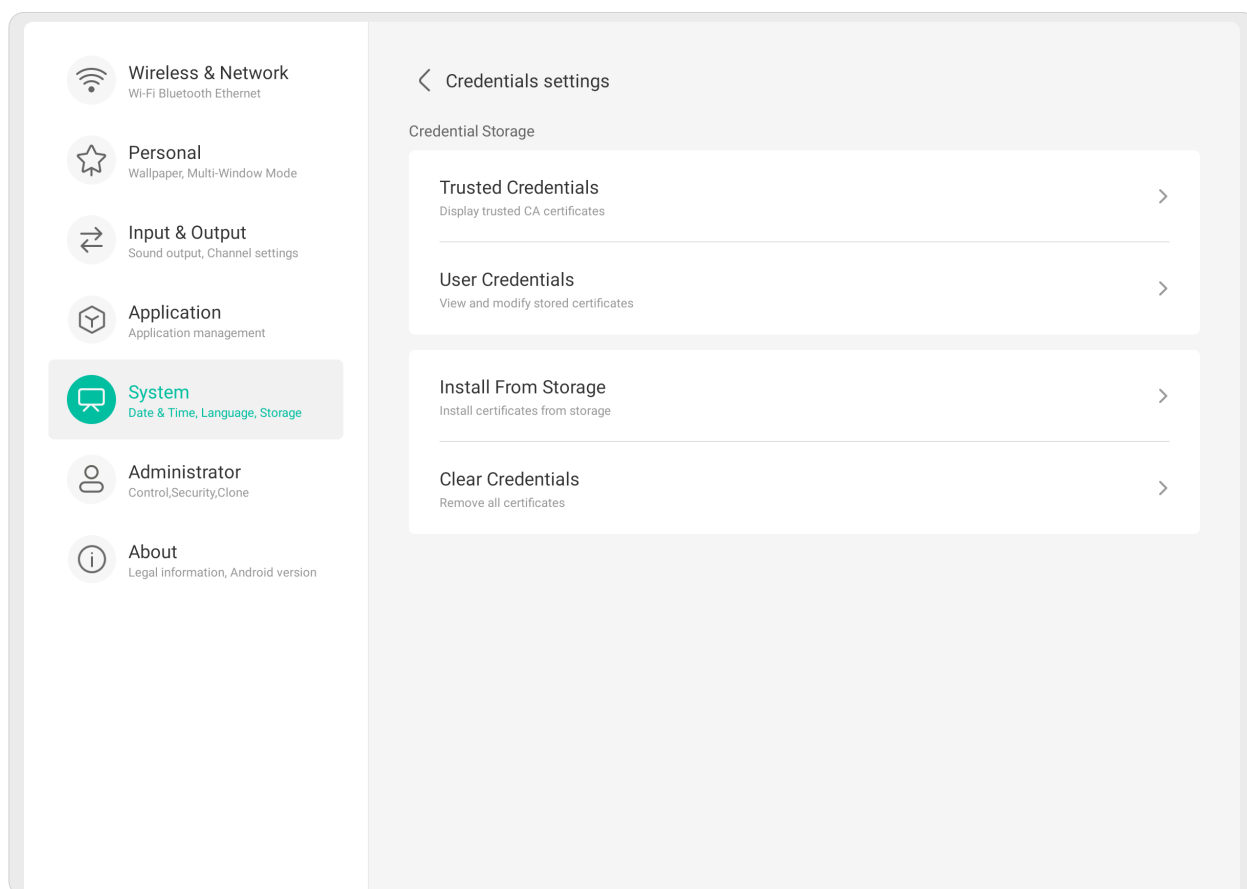 Wireless & Network
Wi-Fi Bluetooth Ethernet
Personal
Wallpaper, Multi-Window Mode
Input & Output
Sound output, Channel settings
Application
Application management
System
Date & Time, Language, Storage
Administrator
Control,Security,Clone
About
Legal information, Android version
Credentials settings
Credential Storage
Trusted Credentials
Display trusted CA certificates
User Credentials
View and modify stored certificates
Install From Storage
Install certificates from storage
Clear Credentials
Remove all certificates